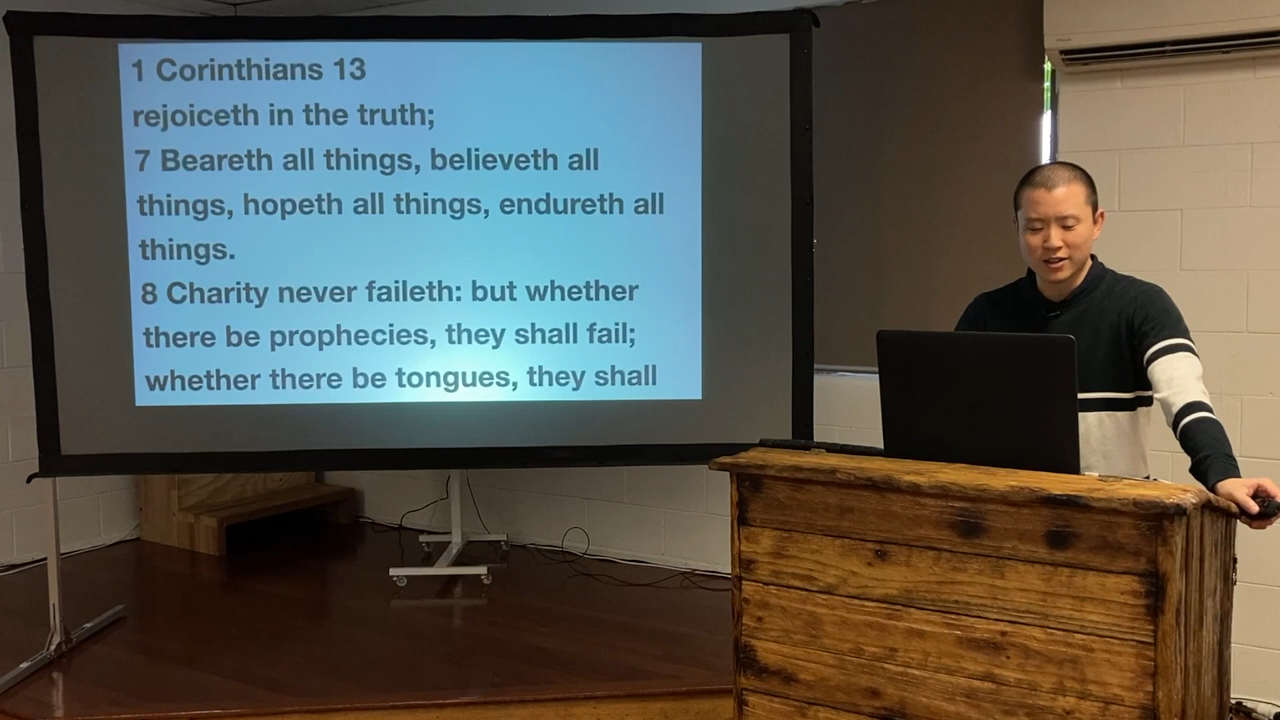 1 Corinthians 13
rejoiceth in the truth;
7 Beareth all things, believeth all
things, hopeth all things, endureth all
things.
8 Charity never faileth: but whether
there be prophecies, they shall fail;
whether there be tongues, they shall